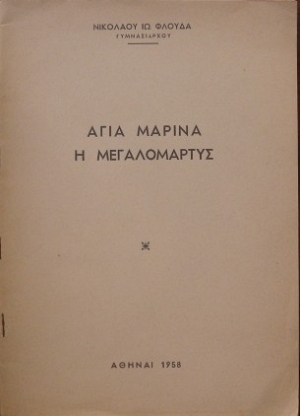 ΝΙΚΟΛΑΟΥ ΙΩ. ΦΛΟΥΔΑ
ΓΥΜΝΑΣΙΑΡΧΟΥ
ΑΓΙΑ ΜΑΡΙΝΑ
Η ΜΕΓΑΛΟΜΑΡΤΥΣ
ΑΘΗΝΑΙ 1958